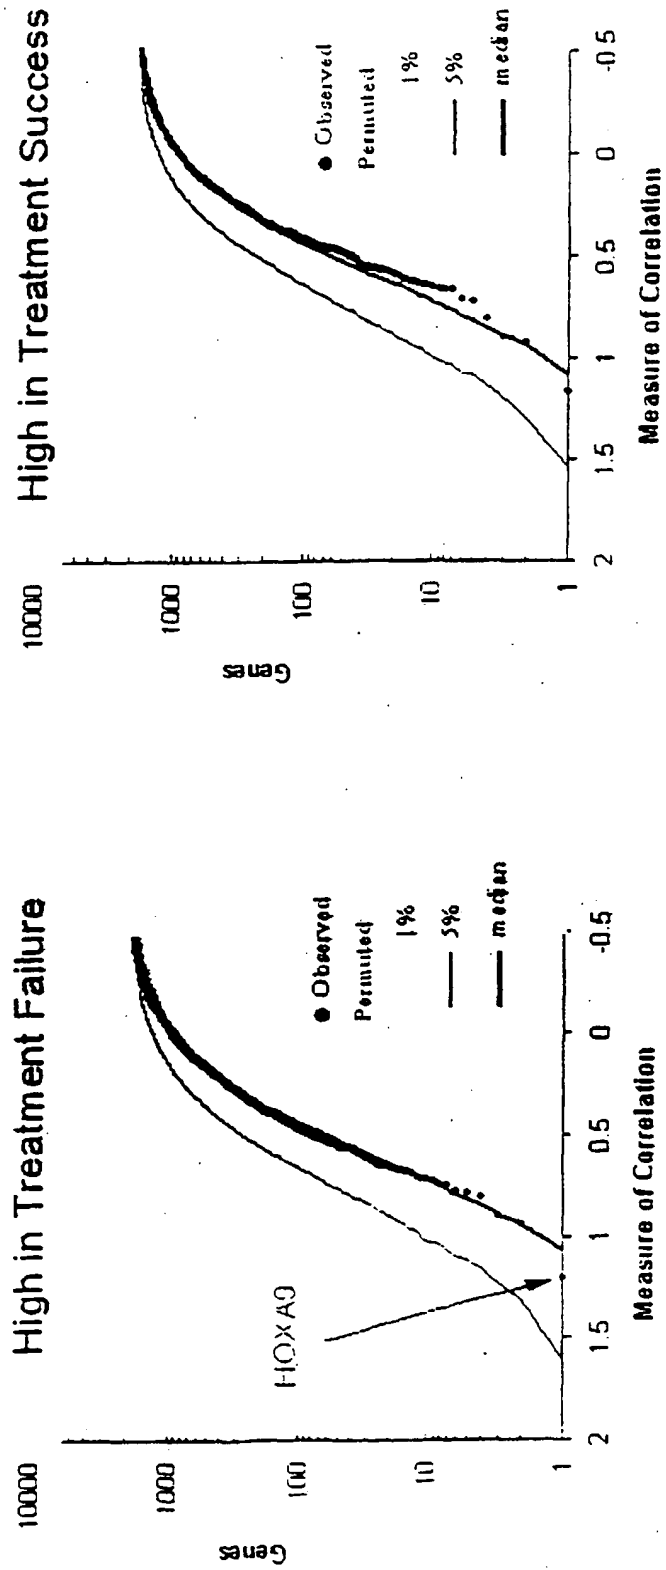 High in Treatment Failure
10000
1000
100
10
1
Genes
2
1.5
1
0.5
0
-0.5
Measure of Correlation
HOXA9
Observed
Permuted
1%
5%
median
High in Treatment Success
10000
1000
100
10
1
Genes
2
1.5
1
0.5
0
-0.5
Measure of Correlation
Observed
Permuted
1%
5%
median